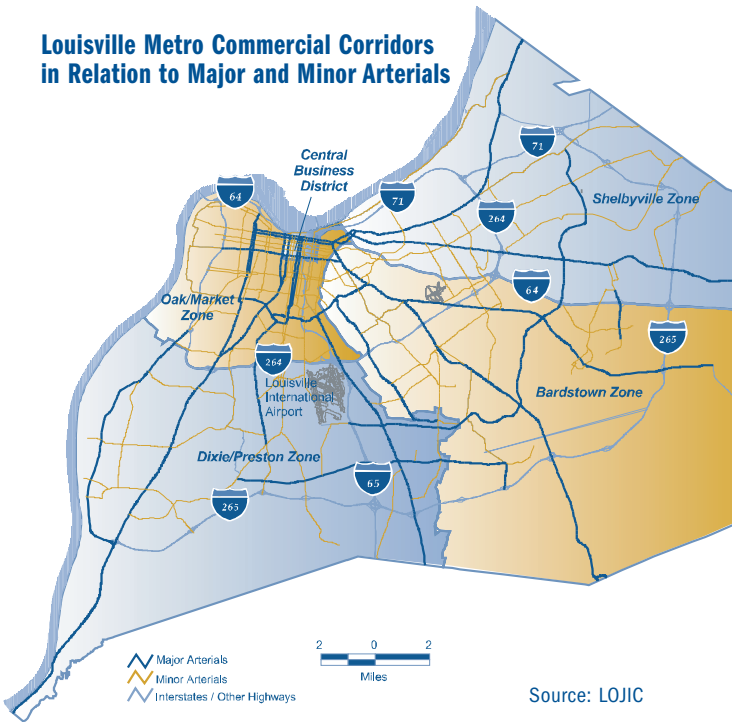 Louisville Metro Commercial Corridors
in Relation to Major and Minor Arterials
Central
Business
District
71
64
71
Shelbyville Zone
264
64
Oak/Market
Zone
265
264
Louisville
International
Airport
Bardstown Zone
Dixie/Preston Zone
65
265
2 0 2
Miles
Major Arterials
Minor Arterials
Interstates / Other Highways
Source: LOJIC